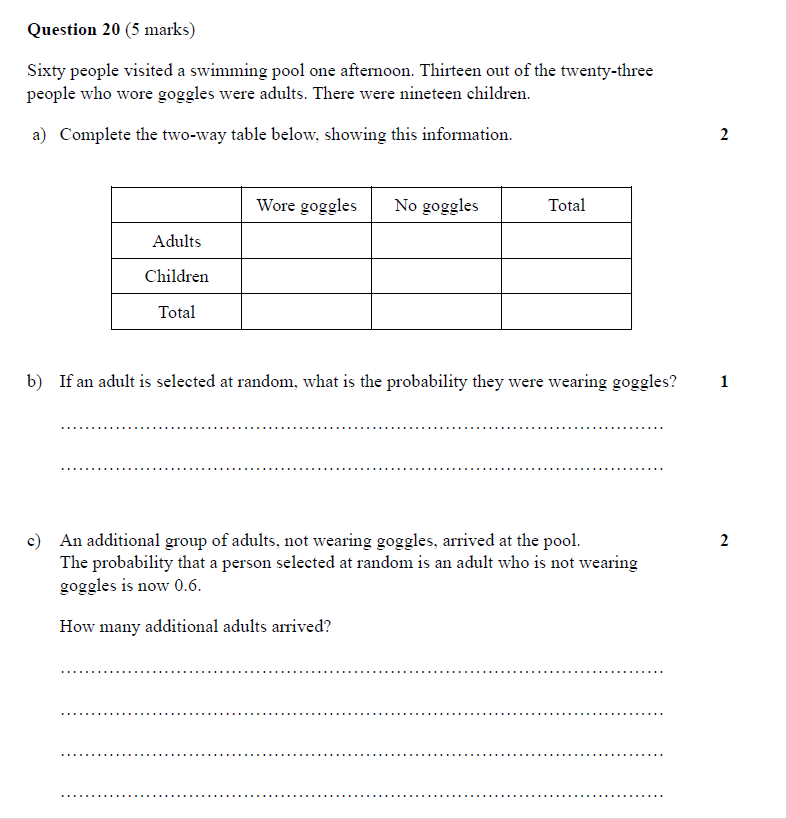 Question 20 (5 marks)
Sixty people visited a swimming pool one afternoon. Thirteen out of the twenty-three
people who wore goggles were adults. There were nineteen children.
a) Complete the two-way table below, showing this information. 2
Wore goggles No goggles Total
Adults
Children
Total
b) If an adult is selected at random, what is the probability they were wearing goggles? 1
c) An additional group of adults, not wearing goggles, arrived at the pool. 2
The probability that a person selected at random is an adult who is not wearing
goggles is now 0.6.
How many additional adults arrived?